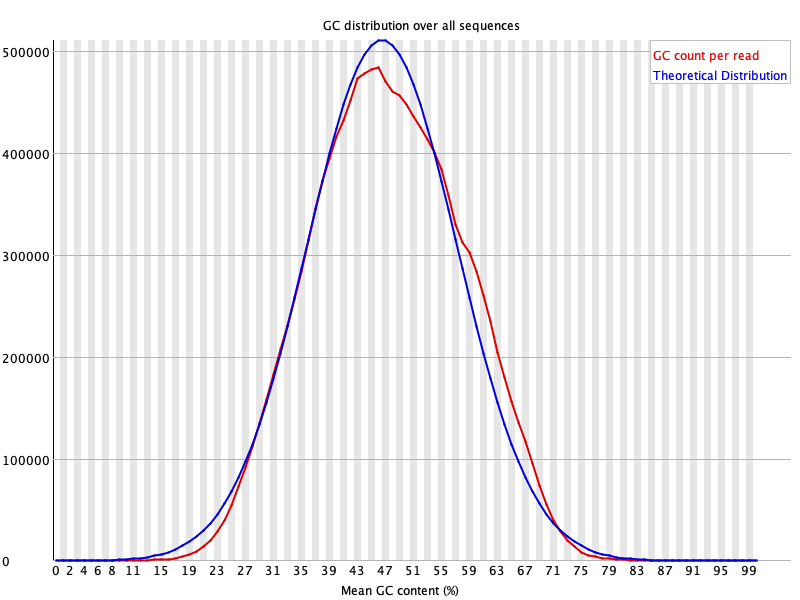 GC distribution over all sequences
500000
400000
300000
200000
100000
0
GC count per read
Theoretical Distribution
0 2 4 6 8 11 15 19 23 27 31 35 39 43 47 51 55 59 63 67 71 75 79 83 87 91 95 99
Mean GC content (%)